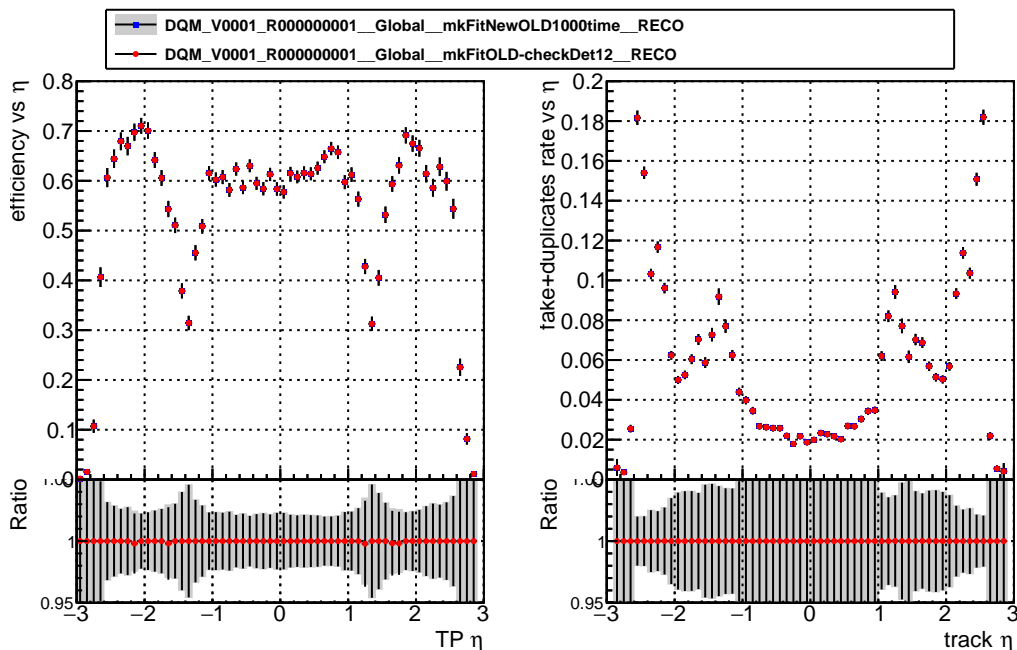 DQM_V0001_R000000001__Global__mkFitNewOLD1000time__RECO
DQM_V0001_R000000001__Global__mkFitOLD-checkDet12__RECO
efficiency vs η
0.8
0.7
0.6
0.5
0.4
0.3
0.2
0.1
0
Ratio
1
0.95
−3 −2 −1 0 1 2 3
TP η
fake+duplicates rate vs η
0.2
0.18
0.16
0.14
0.12
0.1
0.08
0.06
0.04
0.02
0
Ratio
1
0.95
−3 −2 −1 0 1 2 3
track η